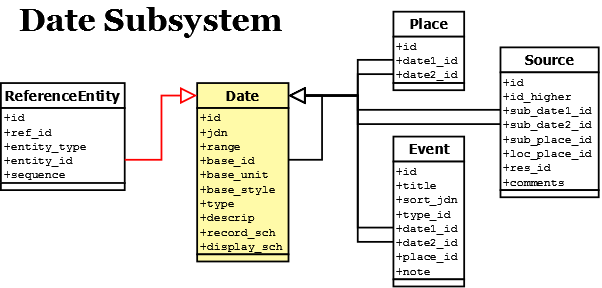 Date Subsystem
ReferenceEntity
+id
+ref_id
+entity_type
+entity_id
+sequence
Date
+id
+jdn
+range
+base_id
+base_unit
+base_style
+type
+descrip
+record_sch
+display_sch
Place
+id
+date1_id
+date2_id
Event
+id
+title
+sort_jdn
+type_id
+date1_id
+date2_id
+place_id
+note
Source
+id
+id_higher
+sub_date1_id
+sub_date2_id
+sub_place_id
+loc_place_id
+res_id
+comments